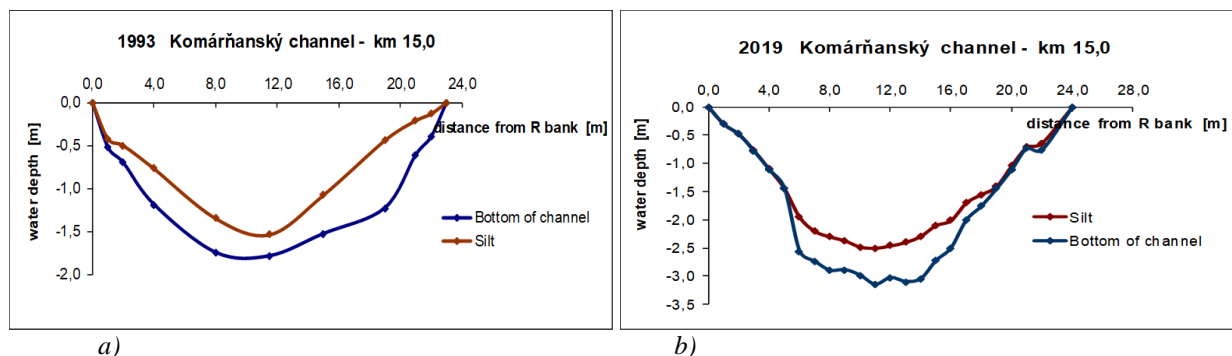 1993 Komárňanský channel - km 15,0
0,0 4,0 8,0 12,0 16,0 20,0 24,0
0,0
-0,5
-1,0
-1,5
-2,0
water depth [m]
distance from R bank [m]
Bottom of channel
Silt
a)
2019 Komárňanský channel - km 15,0
0,0 4,0 8,0 12,0 16,0 20,0 24,0 28,0
0,0
-0,5
-1,0
-1,5
-2,0
-2,5
-3,0
-3,5
water depth [m]
distance from R bank [m]
Silt
Bottom of channel
b)